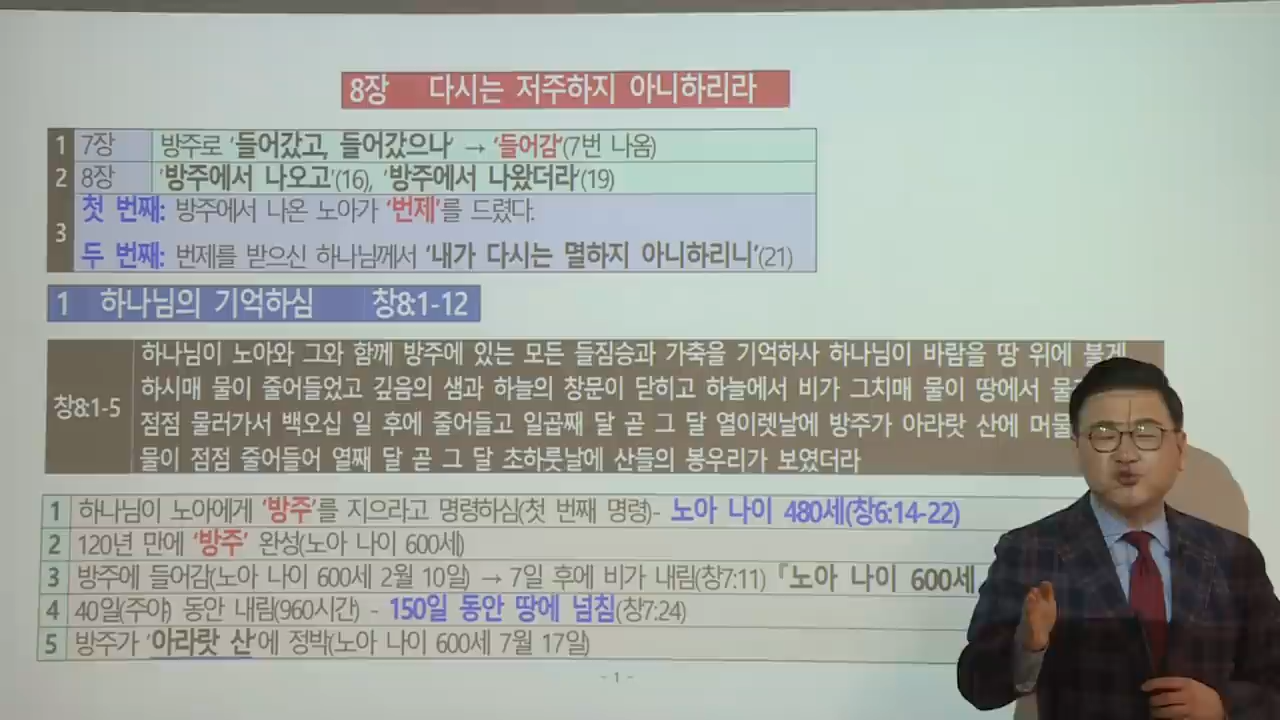 8장 다시는 저주하지 아니하리라
1 7장 방주로 '들어갔고, 들어갔으나' → '들어감'(7번 나옴)
2 8장 '방주에서 나오고'(16), '방주에서 나왔더라'(19)
3 첫 번째: 방주에서 나온 노아가 '번제'를 드렸다.
두 번째: 번제를 받으신 하나님께서 '내가 다시는 멸하지 아니하리니'(21)
1 하나님의 기억하심 창8:1-12
하나님이 노아와 그와 함께 방주에 있는 모든 들짐승과 가축을 기억하사 하나님이 바람을 땅 위에 불게
하시매 물이 줄어들었고 깊음의 샘과 하늘의 창문이 닫히고 하늘에서 비가 그치매 물이 땅에서
창8:1-5
점점 물러가서 백오십 일 후에 줄어들고 일곱째 달 곧 그 달 열이렛날에 방주가 아라랏 산에
물이 점점 줄어들어 열째 달 곧 그 달 초하룻날에 산들의 봉우리가 보였더라
1 하나님이 노아에게 '방주'를 지으라고 명령하심(첫 번째 명령)- 노아 나이 480세(창6:14-22)
2 120년 만에 '방주' 완성(노아 나이 600세)
3 방주에 들어감(노아 나이 600세 2월 10일) → 7일 후에 비가 내림(창7:11) 『노아 나이 600세
4 40일(주야) 동안 내림(960시간) - 150일 동안 땅에 넘침(창7:24)
5 방주가 '아라랏 산'에 정박(노아 나이 600세 7월 17일)
- 1 -